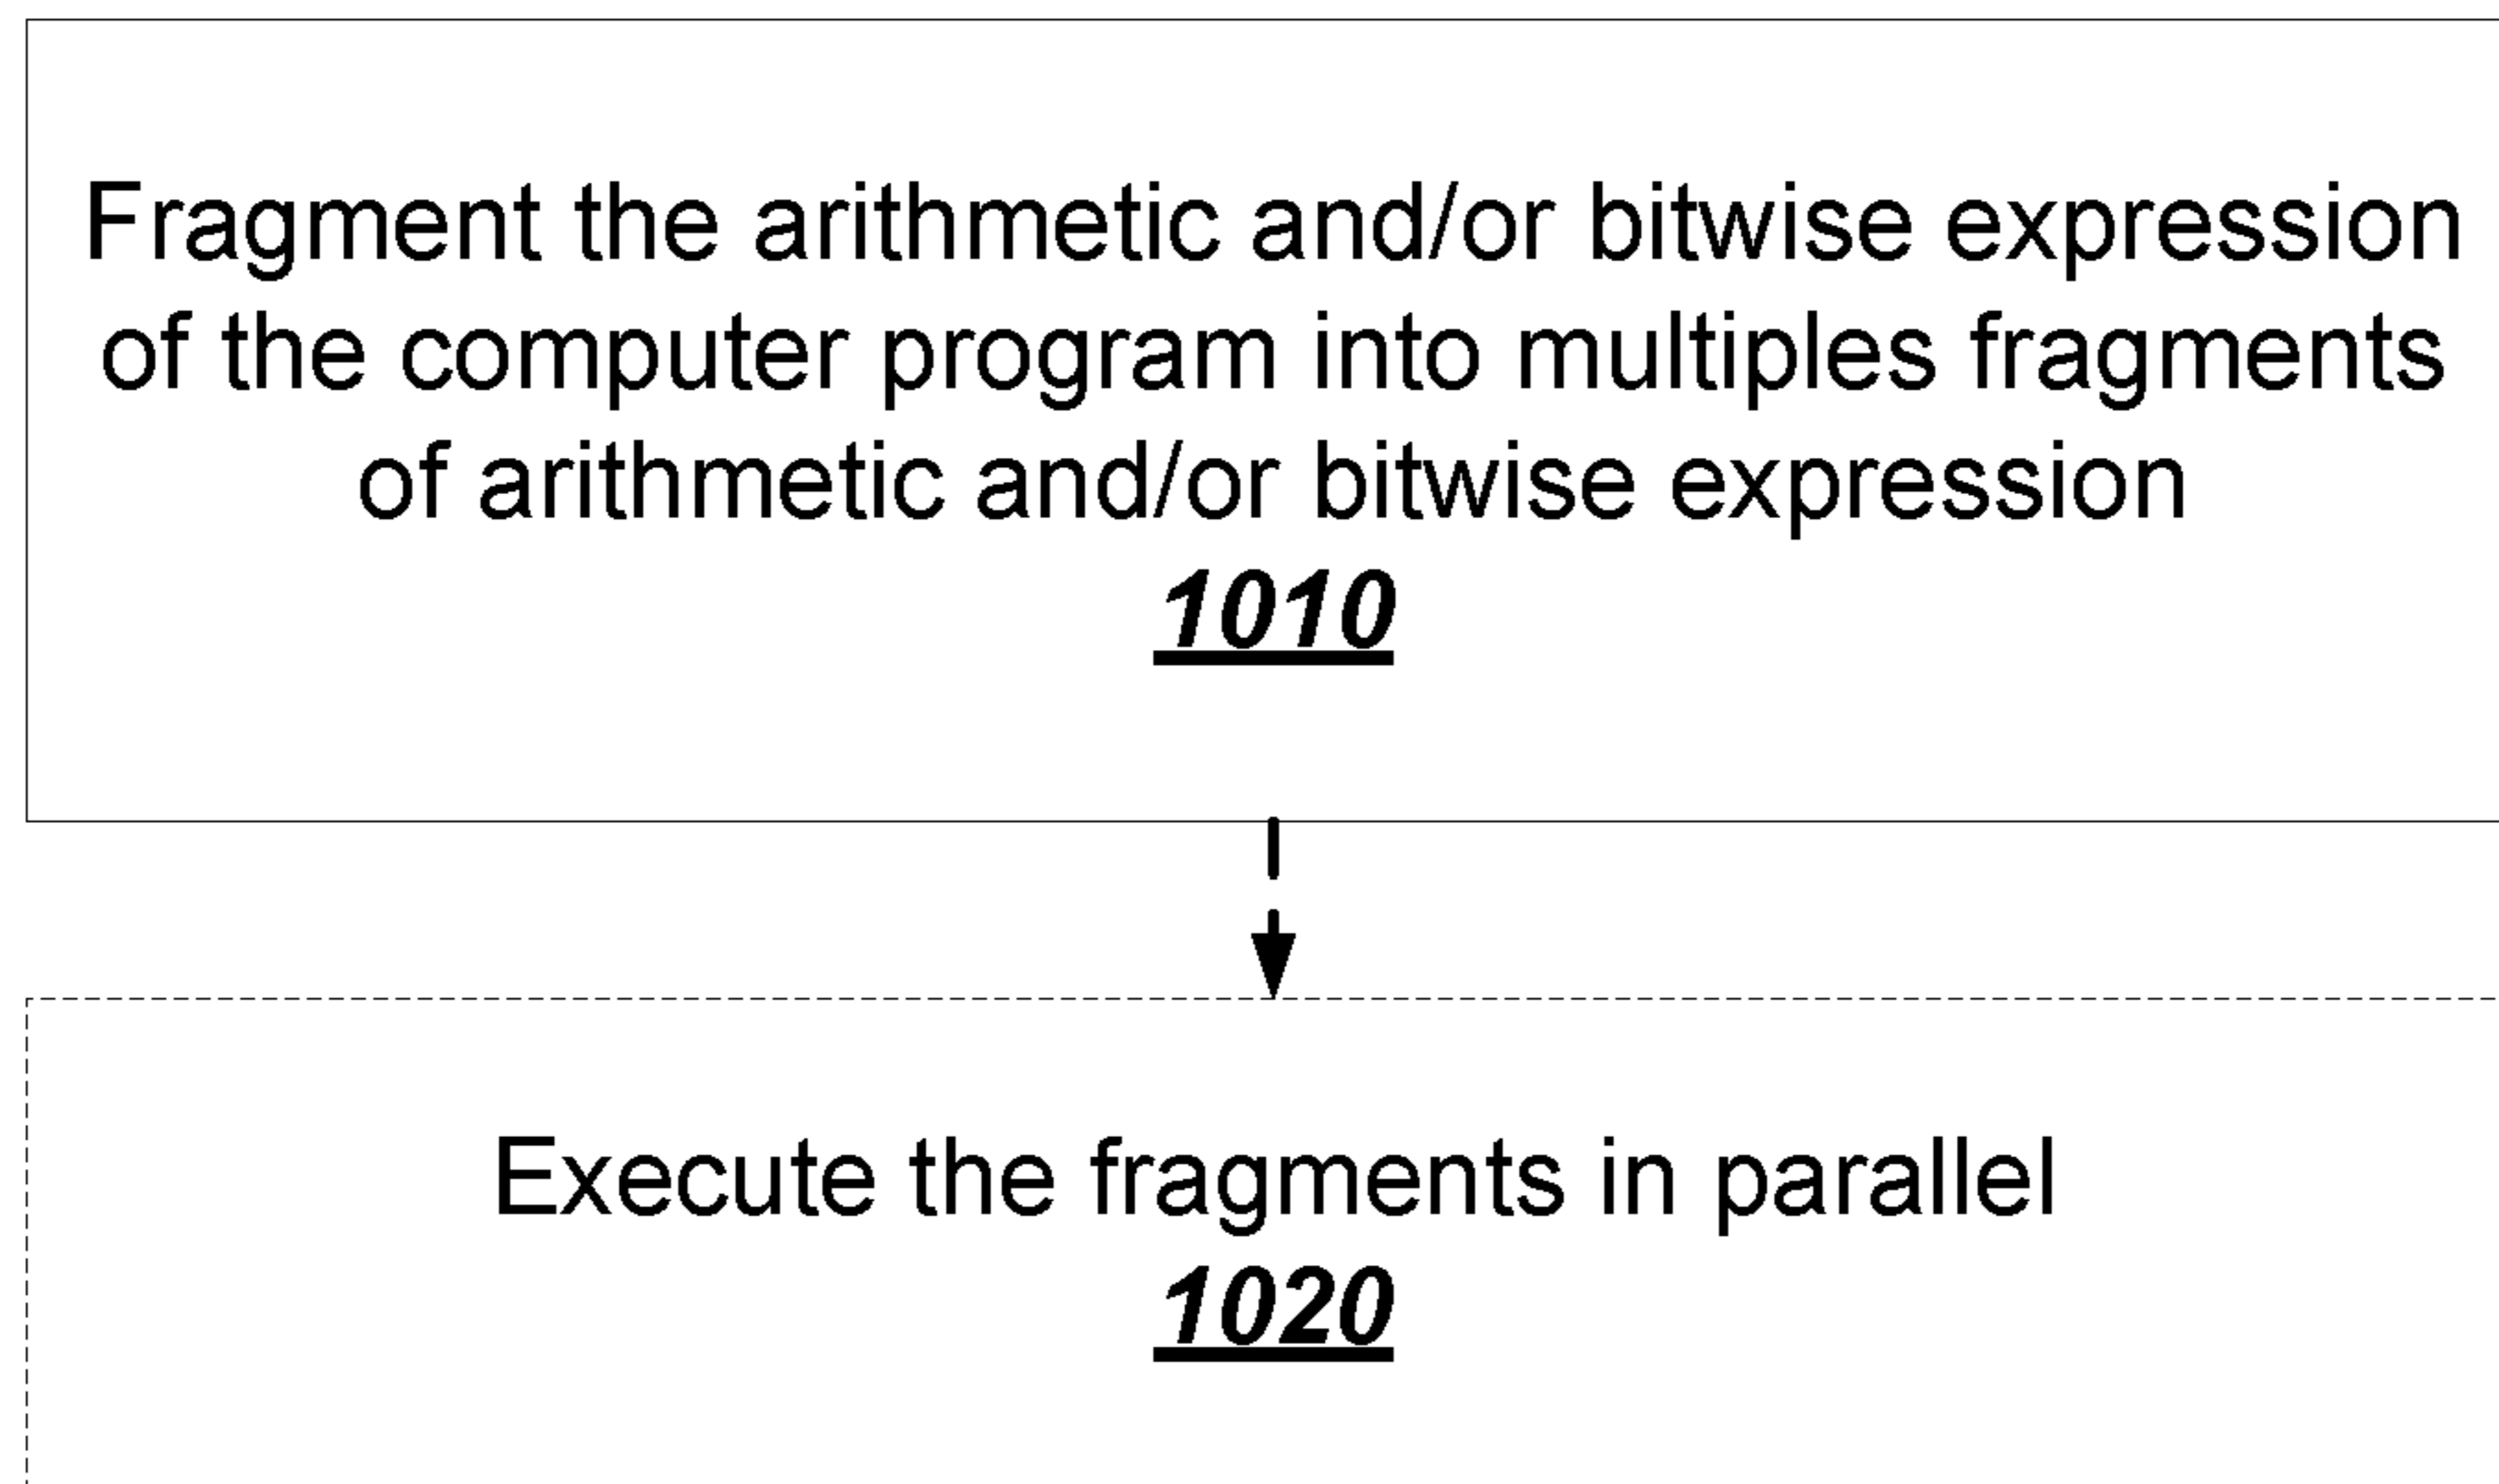 Fragment the arithmetic and/or bitwise expression
of the computer program into multiples fragments
of arithmetic and/or bitwise expression
1010
Execute the fragments in parallel
1020